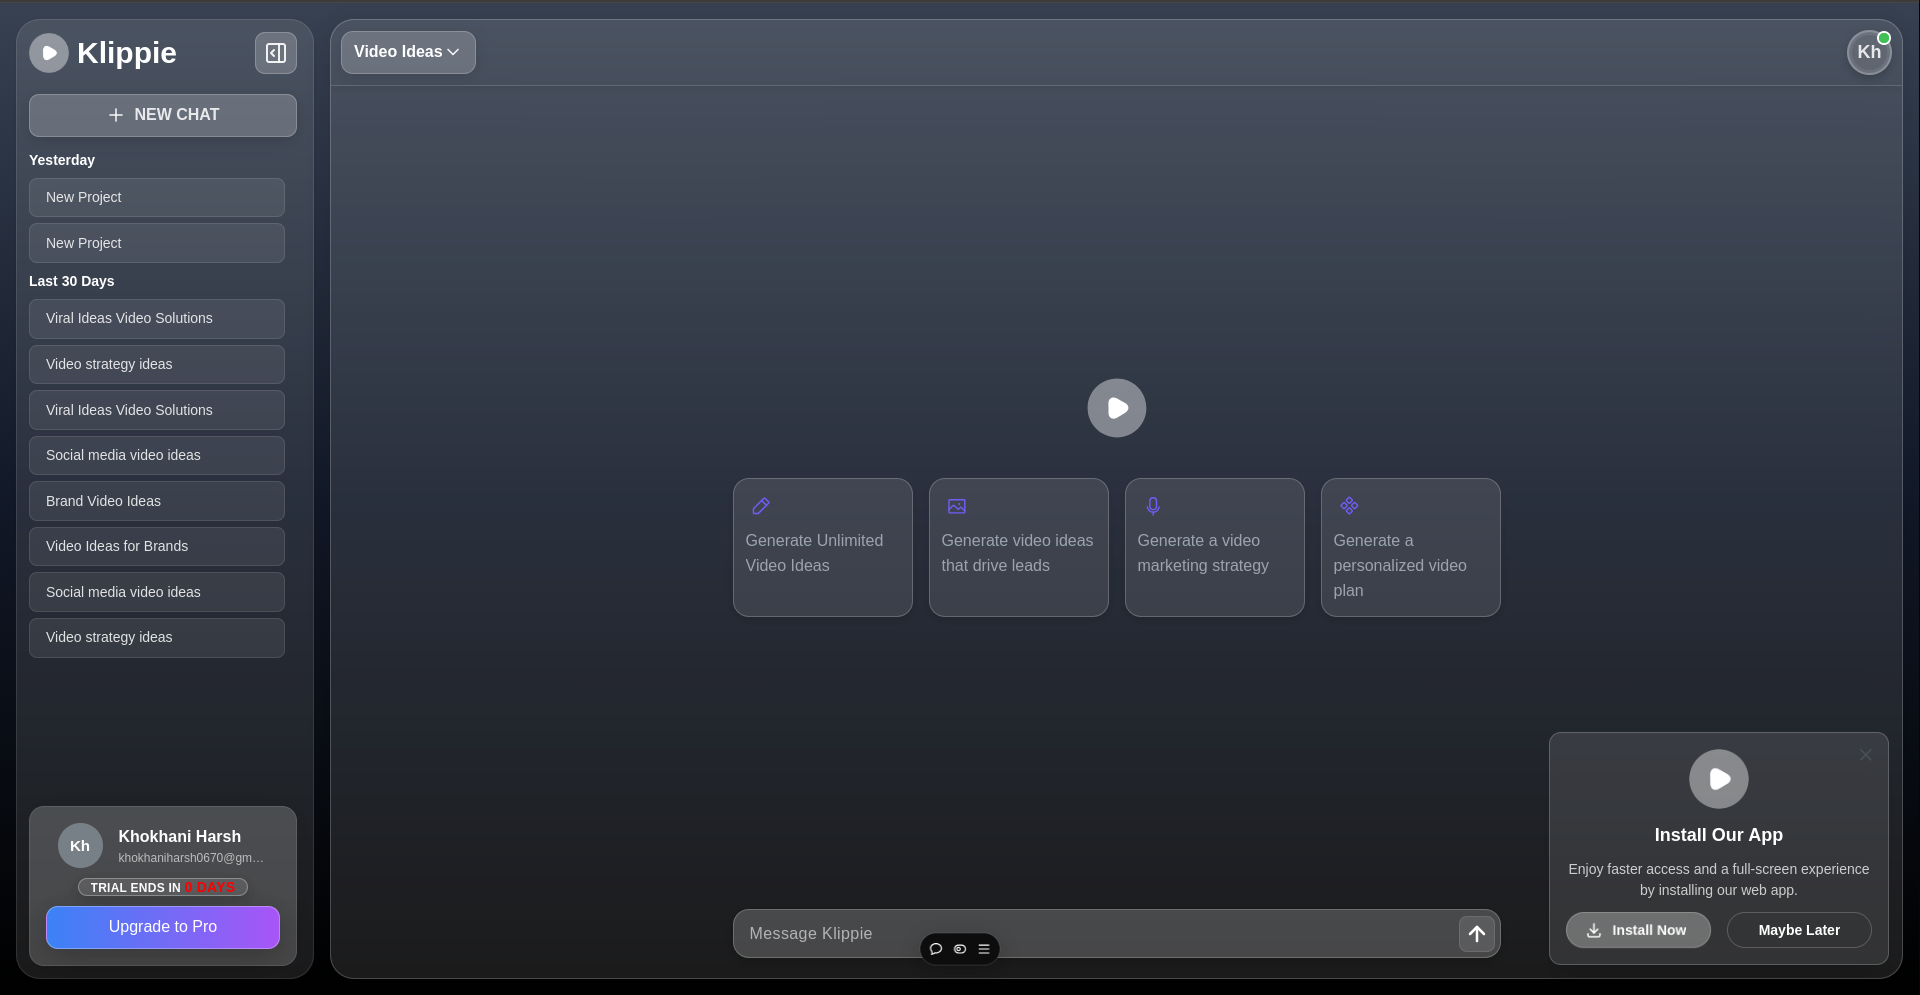 Klippie
NEW CHAT
Yesterday
New Project
New Project
Last 30 Days
Viral Ideas Video Solutions
Video strategy ideas
Viral Ideas Video Solutions
Social media video ideas
Brand Video Ideas
Video Ideas for Brands
Social media video ideas
Video strategy ideas
Kh
Khokhani Harsh
khokhaniharsh0670@gm...
TRIAL ENDS IN 0 DAYS
Upgrade to Pro
Video Ideas
Kh
Generate Unlimited
Video Ideas
Generate video ideas
that drive leads
Generate a video
marketing strategy
Generate a
personalized video
plan
Message Klippie
Install Our App
Enjoy faster access and a full-screen experience
by installing our web app.
Install Now
Maybe Later